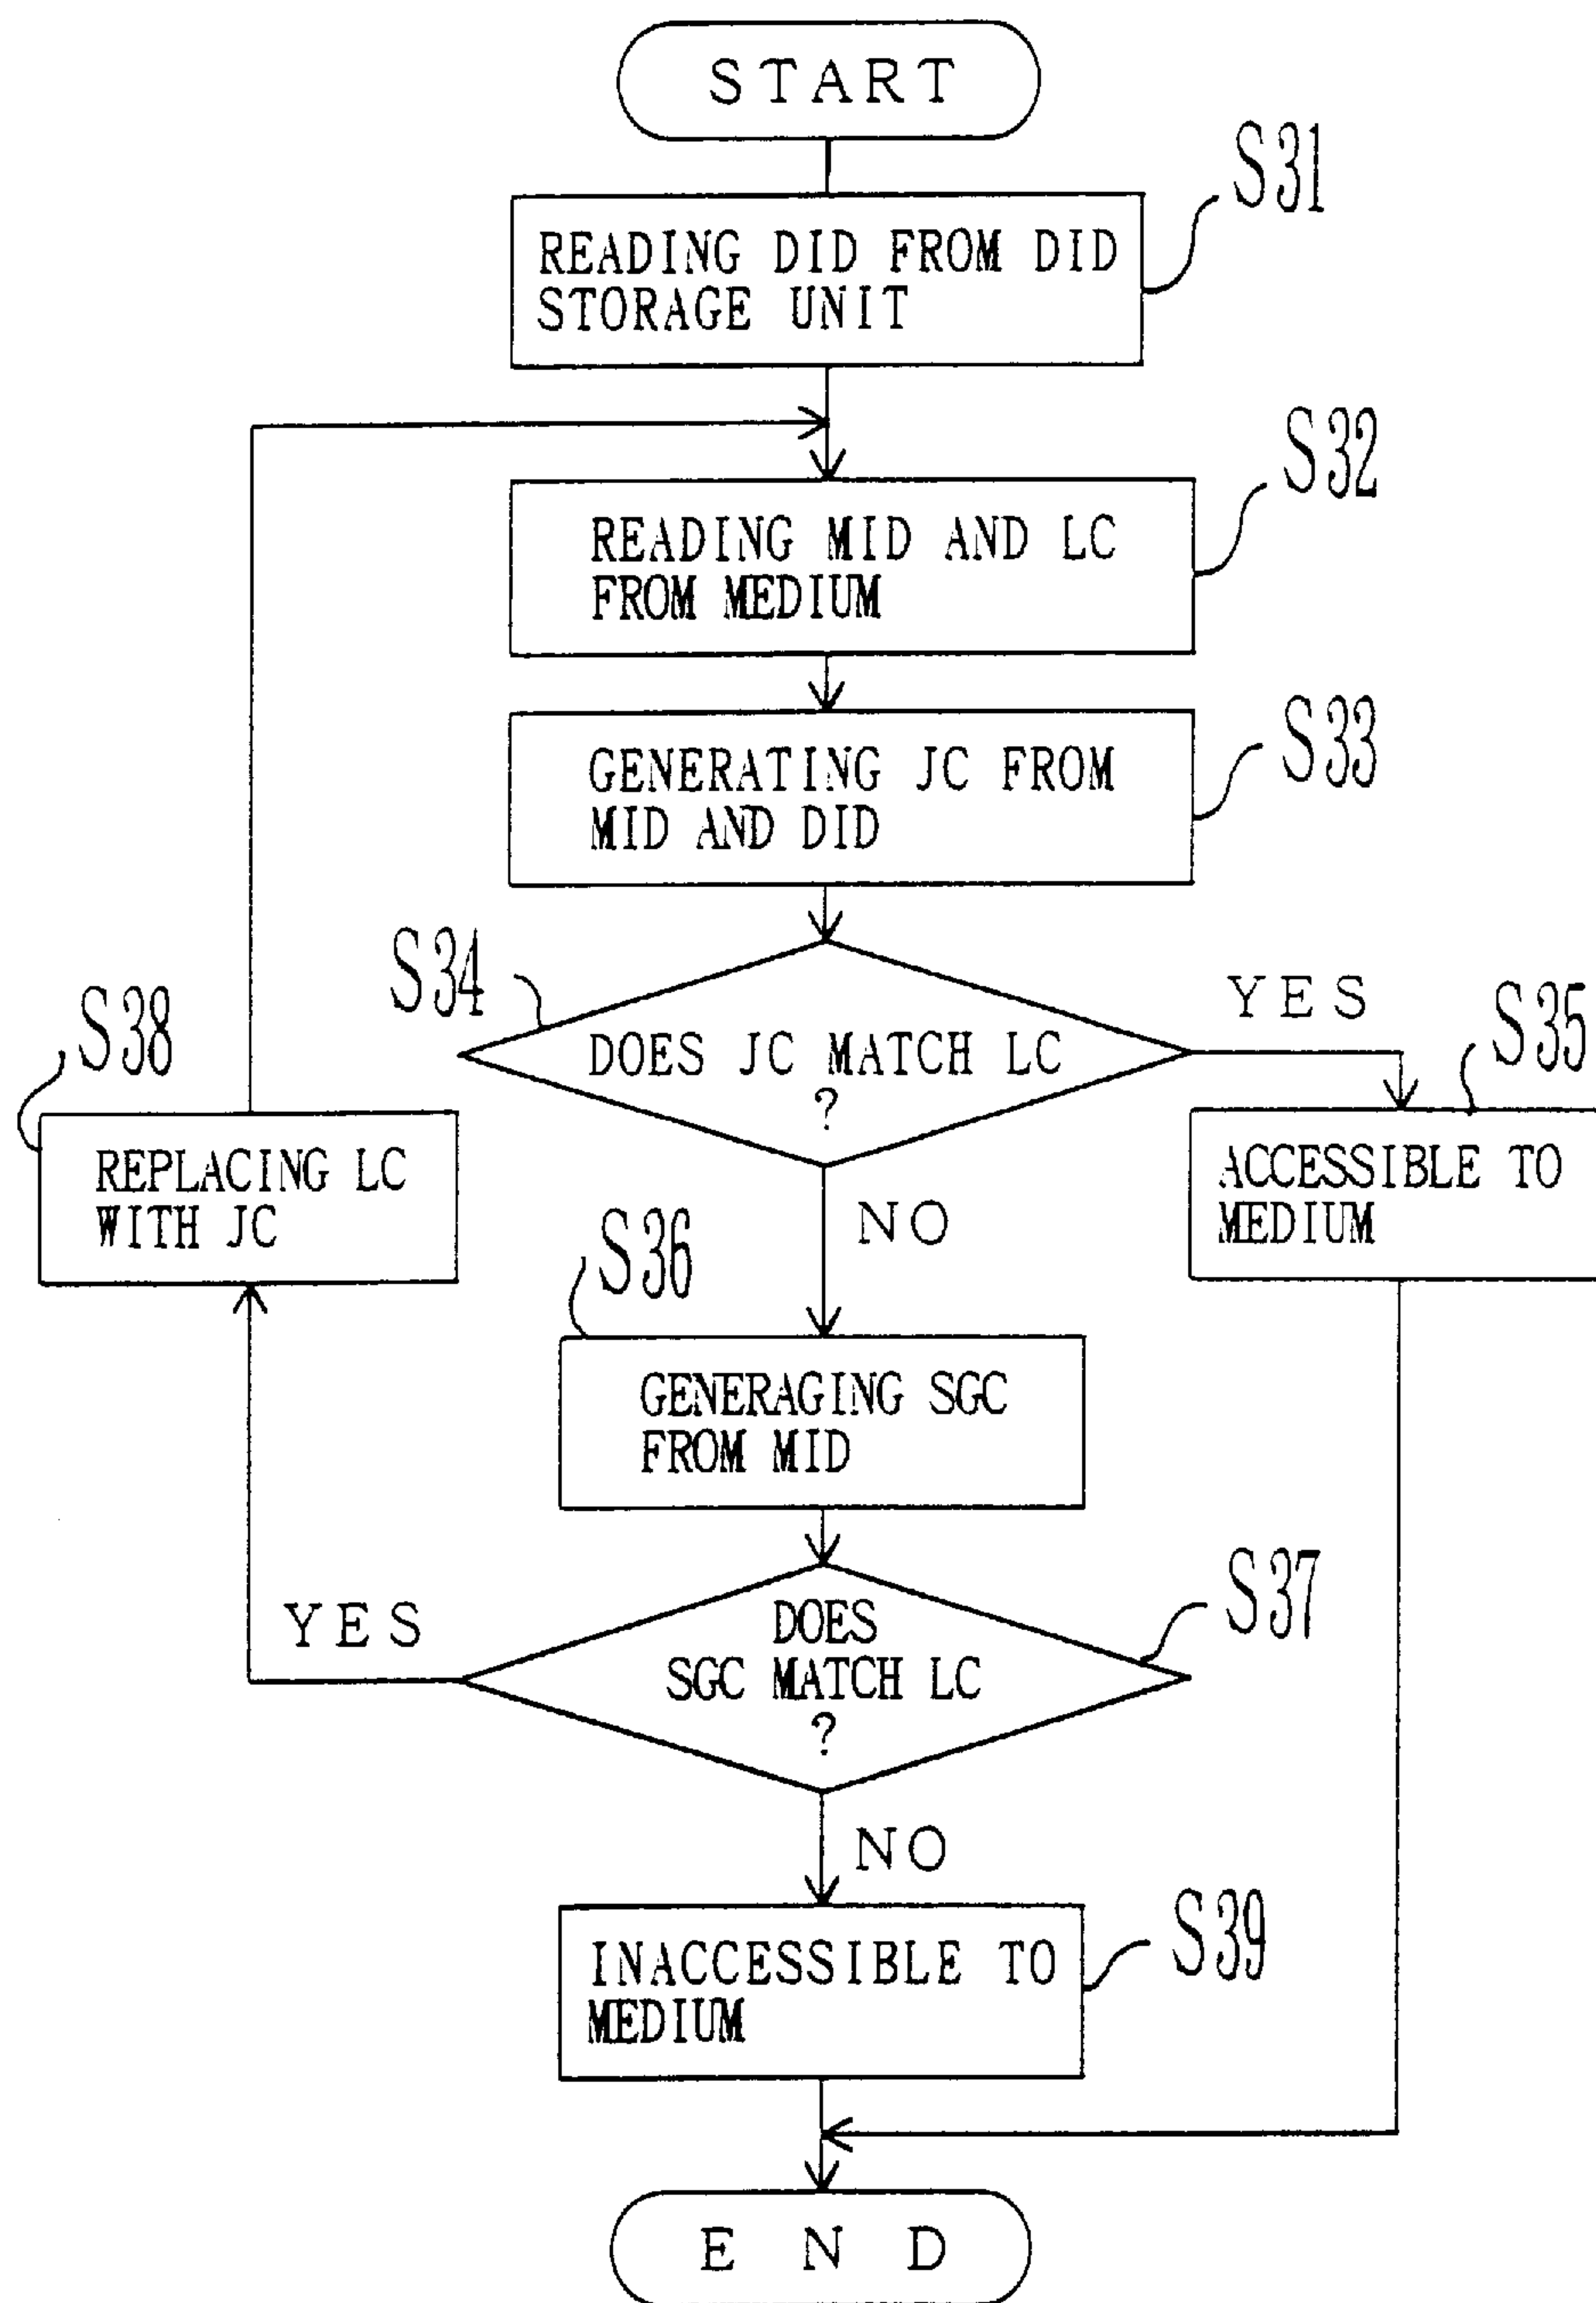 START
S31
READING DID FROM DID
STORAGE UNIT
S32
READING MID AND LC
FROM MEDIUM
S33
GENERATING JC FROM
MID AND DID
S34
DOES JC MATCH LC
?
YES
S35
ACCESSIBLE TO
MEDIUM
S38
REPLACING LC
WITH JC
NO
S36
GENERAGING SGC
FROM MID
S37
DOES
SGC MATCH LC
?
YES
NO
S39
INACCESSIBLE TO
MEDIUM
END